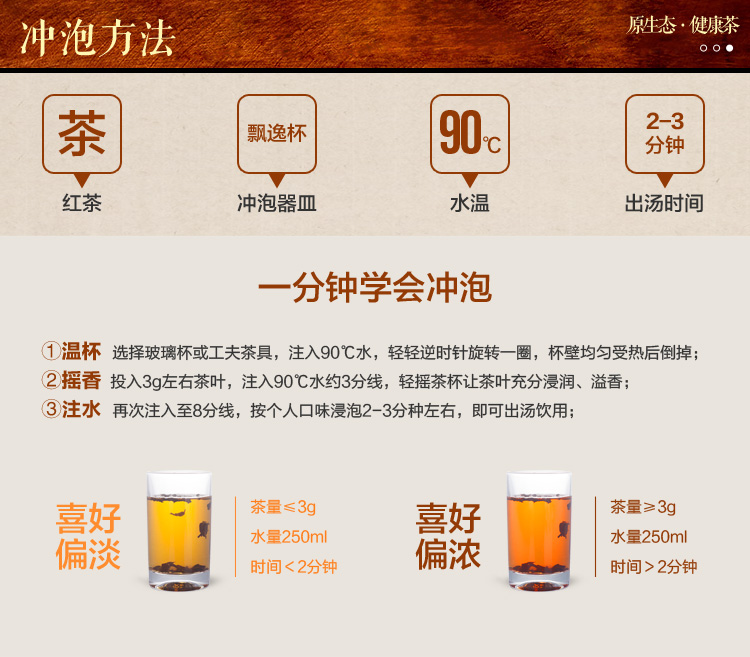 冲泡方法
原生态·健康茶
茶
飘逸杯
90℃
2-3
分钟
红茶
冲泡器皿
水温
出汤时间
一分钟学会冲泡
①温杯 选择玻璃杯或工夫茶具，注入90℃水，轻轻逆时针旋转一圈，杯壁均匀受热后倒掉；
②摇香 投入3g左右茶叶，注入90℃水约3分线，轻摇茶杯让茶叶充分浸润、溢香；
③注水 再次注入至8分线，按个人口味浸泡2-3分种左右，即可出汤饮用；
喜好
偏淡
茶量≤3g
水量250ml
时间<2分钟
喜好
偏浓
茶量≥3g
水量250ml
时间>2分钟